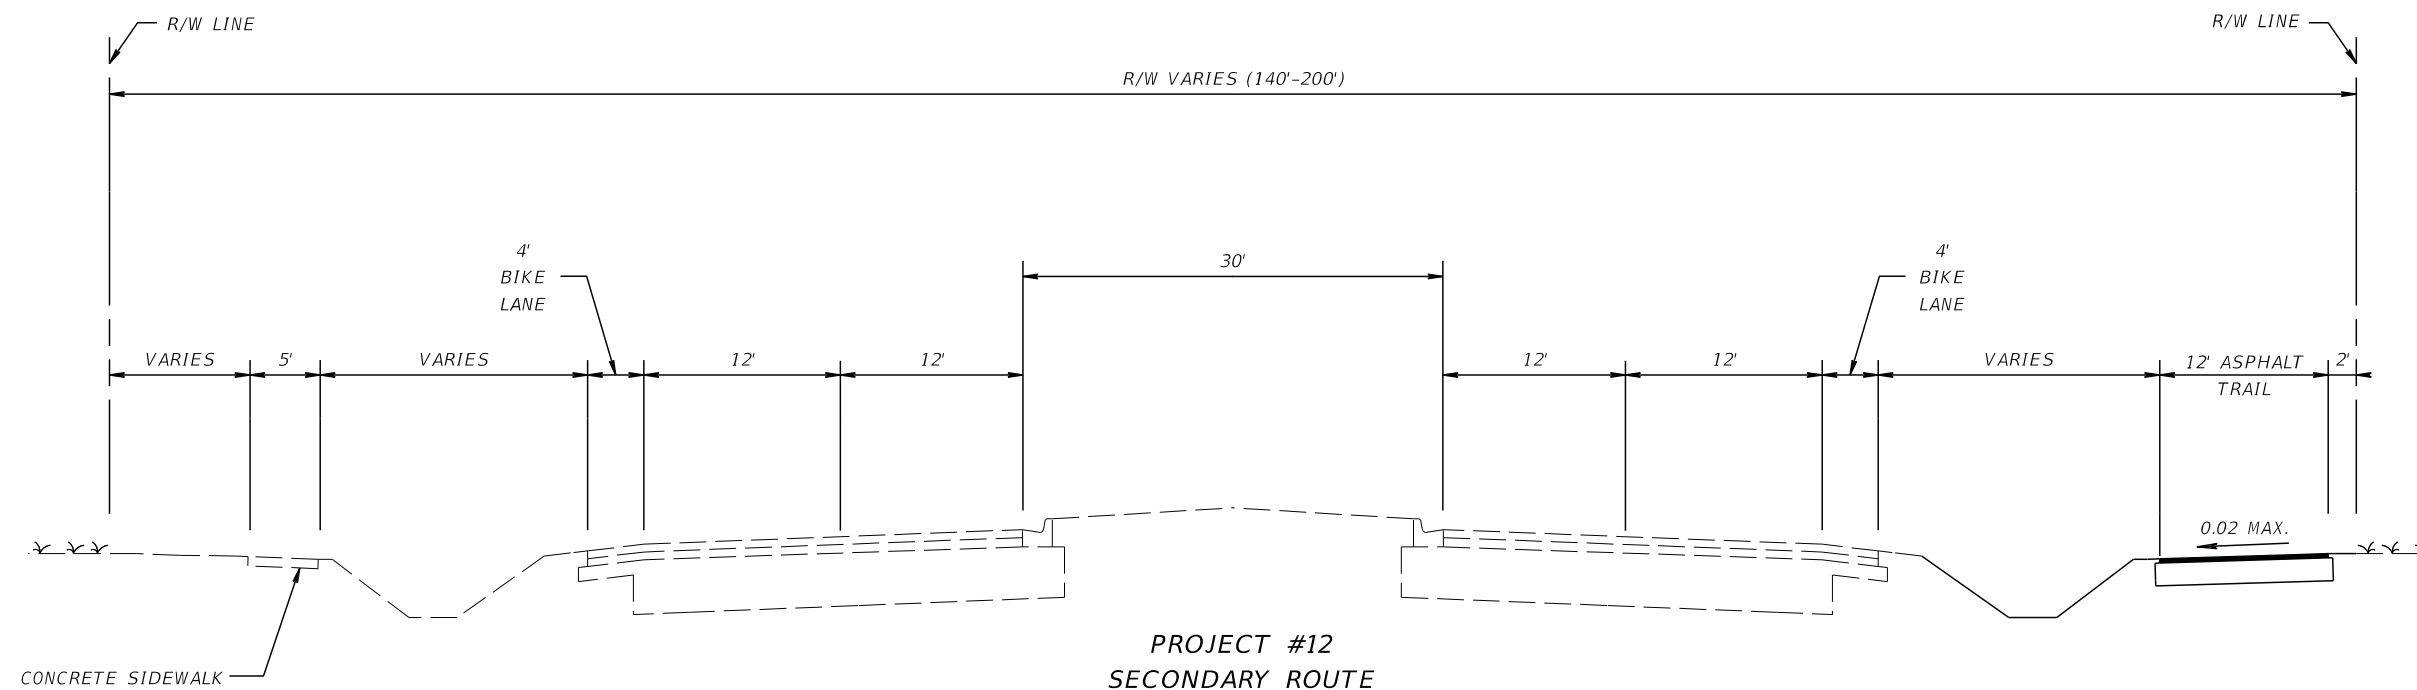 R/W LINE
R/W LINE
R/W VARIES (140'-200')
4'
BIKE
LANE
30'
4'
BIKE
LANE
VARIES
5'
VARIES
12'
12'
12'
12'
VARIES
12' ASPHALT
TRAIL
2'
0.02 MAX.
CONCRETE SIDEWALK
PROJECT #12
SECONDARY ROUTE